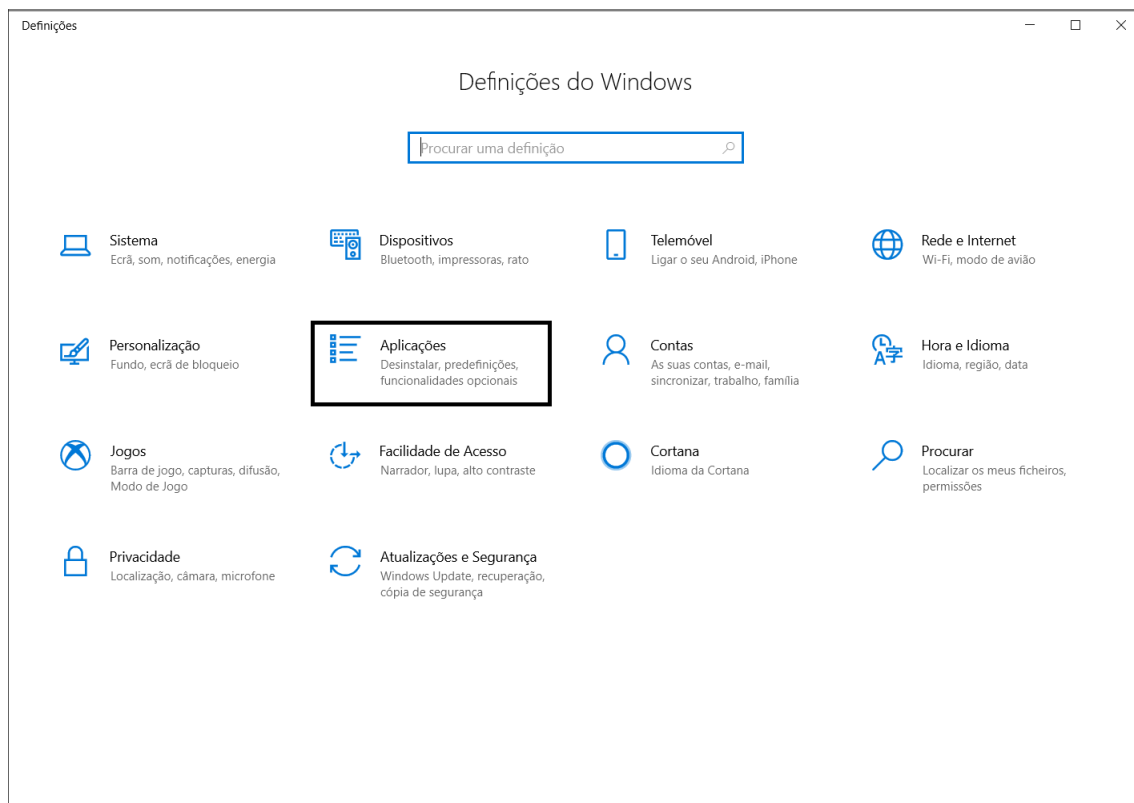 Definições
Definições do Windows
Procurar uma definição
Sistema
Ecrã, som, notificações, energia
Dispositivos
Bluetooth, impressoras, rato
Telemóvel
Ligar o seu Android, iPhone
Rede e Internet
Wi-Fi, modo de avião
Personalização
Fundo, ecrã de bloqueio
Aplicações
Desinstalar, predefinições,
funcionalidades opcionais
Contas
As suas contas, e-mail,
sincronizar, trabalho, família
Hora e Idioma
Idioma, região, data
Jogos
Barra de jogo, capturas, difusão,
Modo de Jogo
Facilidade de Acesso
Narrador, lupa, alto contraste
Cortana
Idioma da Cortana
Procurar
Localizar os meus ficheiros,
permissões
Privacidade
Localização, câmara, microfone
Atualizações e Segurança
Windows Update, recuperação,
cópia de segurança